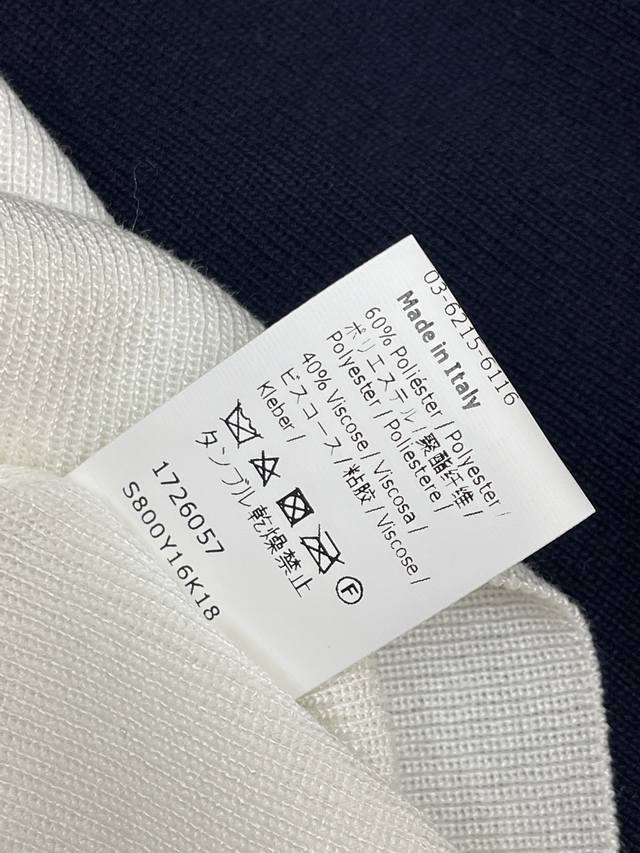 03-6215-6116
Made in Italy
60% Poliéster / Polyester /
ポリエステル / 聚酯纤维 /
Polyester / Poliestere /
40% Viscose / Viscosa /
ビスコース / 粘胶 / Viscose /
Kleber /
F
タンブル乾燥禁止
1726057
S800Y16K18